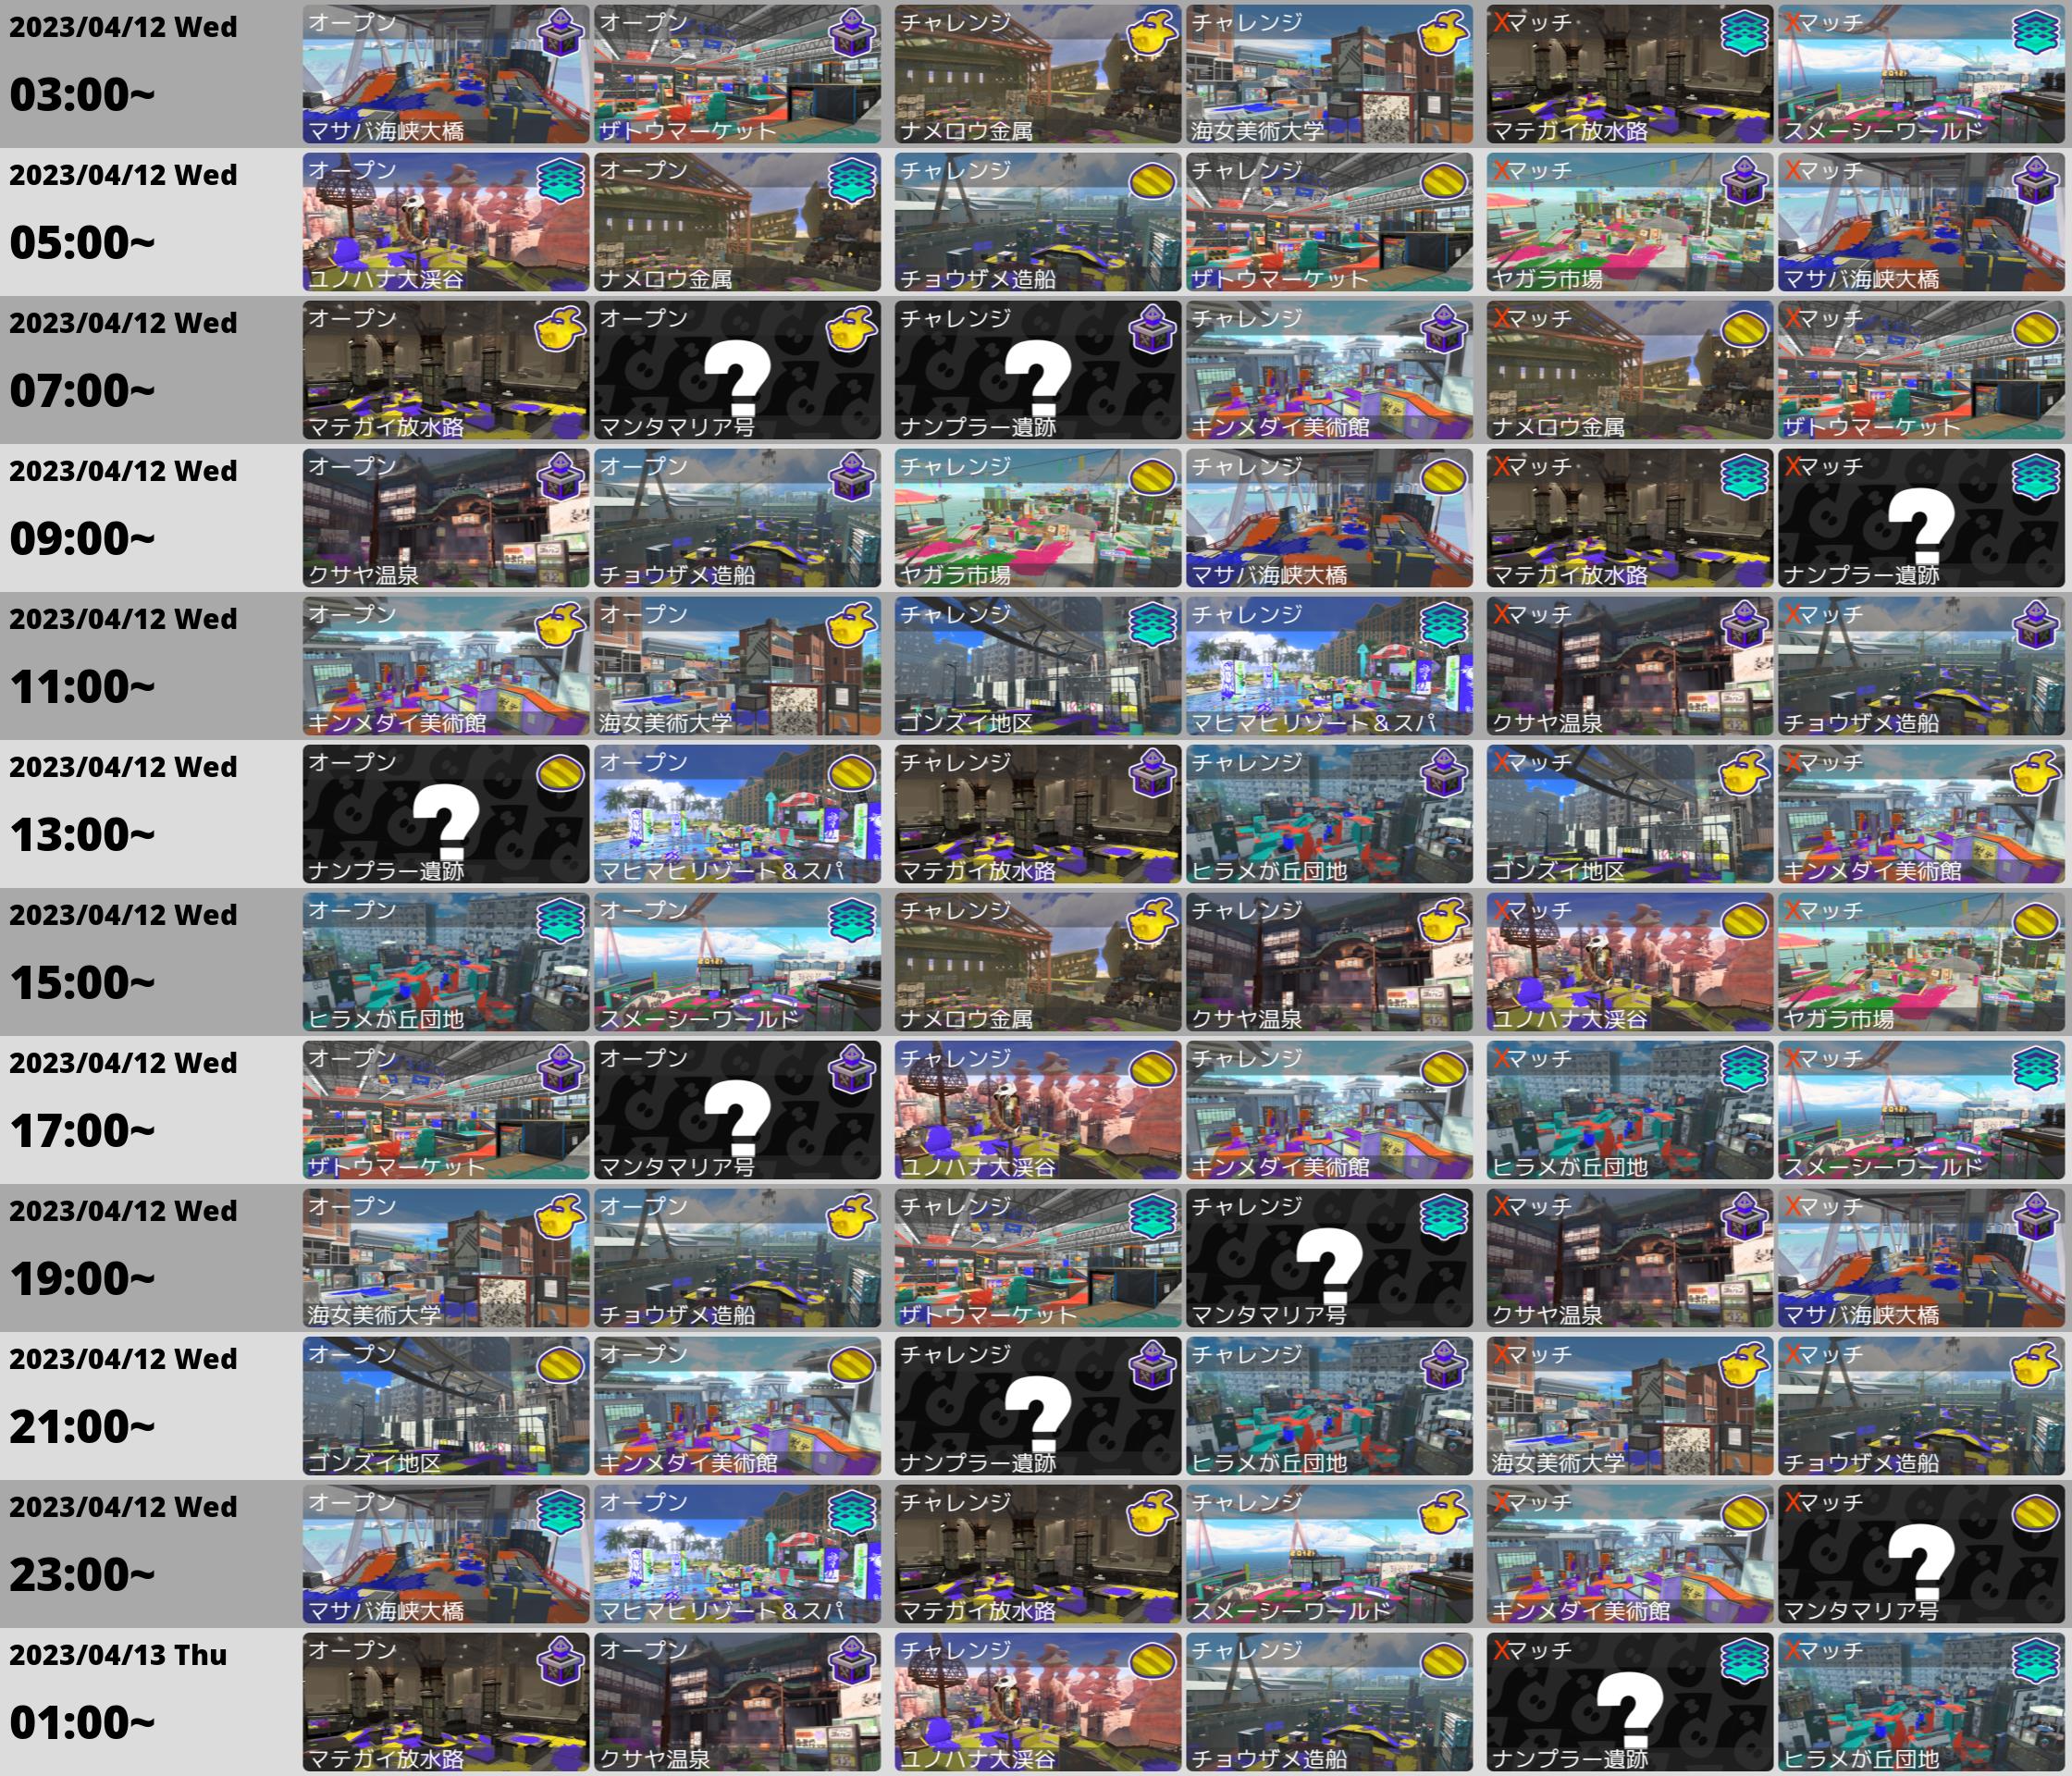 2023/04/12 Wed
03:00~
オープン オープン チャレンジ チャレンジ Xマッチ Xマッチ
マサバ海峡大橋 ザトウマーケット ナメロウ金属 海女美術大学 マテガイ放水路 スメーシーワールド
2023/04/12 Wed
05:00~
オープン オープン チャレンジ チャレンジ Xマッチ Xマッチ
ユノハナ大渓谷 ナメロウ金属 チョウザメ造船 ザトウマーケット ヤガラ市場 マサバ海峡大橋
2023/04/12 Wed
07:00~
オープン オープン チャレンジ チャレンジ Xマッチ Xマッチ
? ?
マテガイ放水路 マンタマリア号 ナンプラー遺跡 キンメダイ美術館 ナメロウ金属 ザトウマーケット
2023/04/12 Wed
09:00~
オープン オープン チャレンジ チャレンジ Xマッチ Xマッチ
?
クサヤ温泉 チョウザメ造船 ヤガラ市場 マサバ海峡大橋 マテガイ放水路 ナンプラー遺跡
2023/04/12 Wed
11:00~
オープン オープン チャレンジ チャレンジ Xマッチ Xマッチ
キンメダイ美術館 海女美術大学 ゴンズイ地区 マヒマヒリゾート&スパ クサヤ温泉 チョウザメ造船
2023/04/12 Wed
13:00~
オープン オープン チャレンジ チャレンジ Xマッチ Xマッチ
?
ナンプラー遺跡 マヒマヒリゾート&スパ マテガイ放水路 ヒラメが丘団地 ゴンズイ地区 キンメダイ美術館
2023/04/12 Wed
15:00~
オープン オープン チャレンジ チャレンジ Xマッチ Xマッチ
ヒラメが丘団地 スメーシーワールド ナメロウ金属 クサヤ温泉 ユノハナ大渓谷 ヤガラ市場
2023/04/12 Wed
17:00~
オープン オープン チャレンジ チャレンジ Xマッチ Xマッチ
?
ザトウマーケット マンタマリア号 ユノハナ大渓谷 キンメダイ美術館 ヒラメが丘団地 スメーシーワールド
2023/04/12 Wed
19:00~
オープン オープン チャレンジ チャレンジ Xマッチ Xマッチ
?
海女美術大学 チョウザメ造船 ザトウマーケット マンタマリア号 クサヤ温泉 マサバ海峡大橋
2023/04/12 Wed
21:00~
オープン オープン チャレンジ チャレンジ Xマッチ Xマッチ
?
ゴンズイ地区 キンメダイ美術館 ナンプラー遺跡 ヒラメが丘団地 海女美術大学 チョウザメ造船
2023/04/12 Wed
23:00~
オープン オープン チャレンジ チャレンジ Xマッチ Xマッチ
?
マサバ海峡大橋 マヒマヒリゾート&スパ マテガイ放水路 スメーシーワールド キンメダイ美術館 マンタマリア号
2023/04/13 Thu
01:00~
オープン オープン チャレンジ チャレンジ Xマッチ Xマッチ
?
マテガイ放水路 クサヤ温泉 ユノハナ大渓谷 チョウザメ造船 ナンプラー遺跡 ヒラメが丘団地